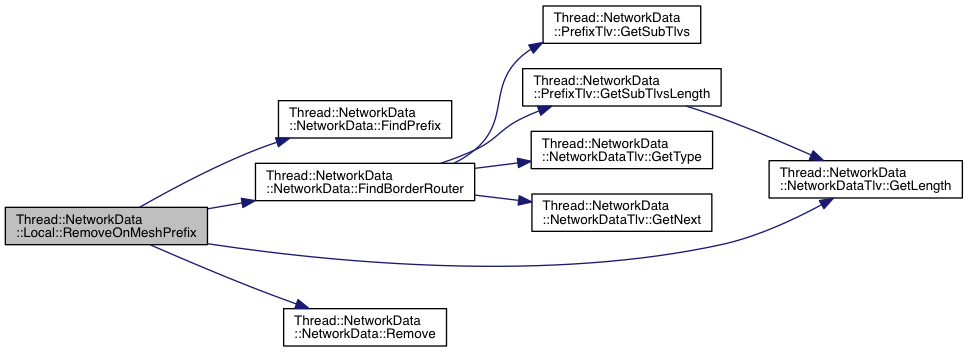 Thread::NetworkData
::PrefixTlv::GetSubTlvs
Thread::NetworkData
::PrefixTlv::GetSubTlvsLength
Thread::NetworkData
::NetworkData::FindPrefix
Thread::NetworkData
::NetworkDataTlv::GetType
Thread::NetworkData
::NetworkData::FindBorderRouter
Thread::NetworkData
::NetworkDataTlv::GetLength
Thread::NetworkData
::NetworkDataTlv::GetNext
Thread::NetworkData
::Local::RemoveOnMeshPrefix
Thread::NetworkData
::NetworkData::Remove